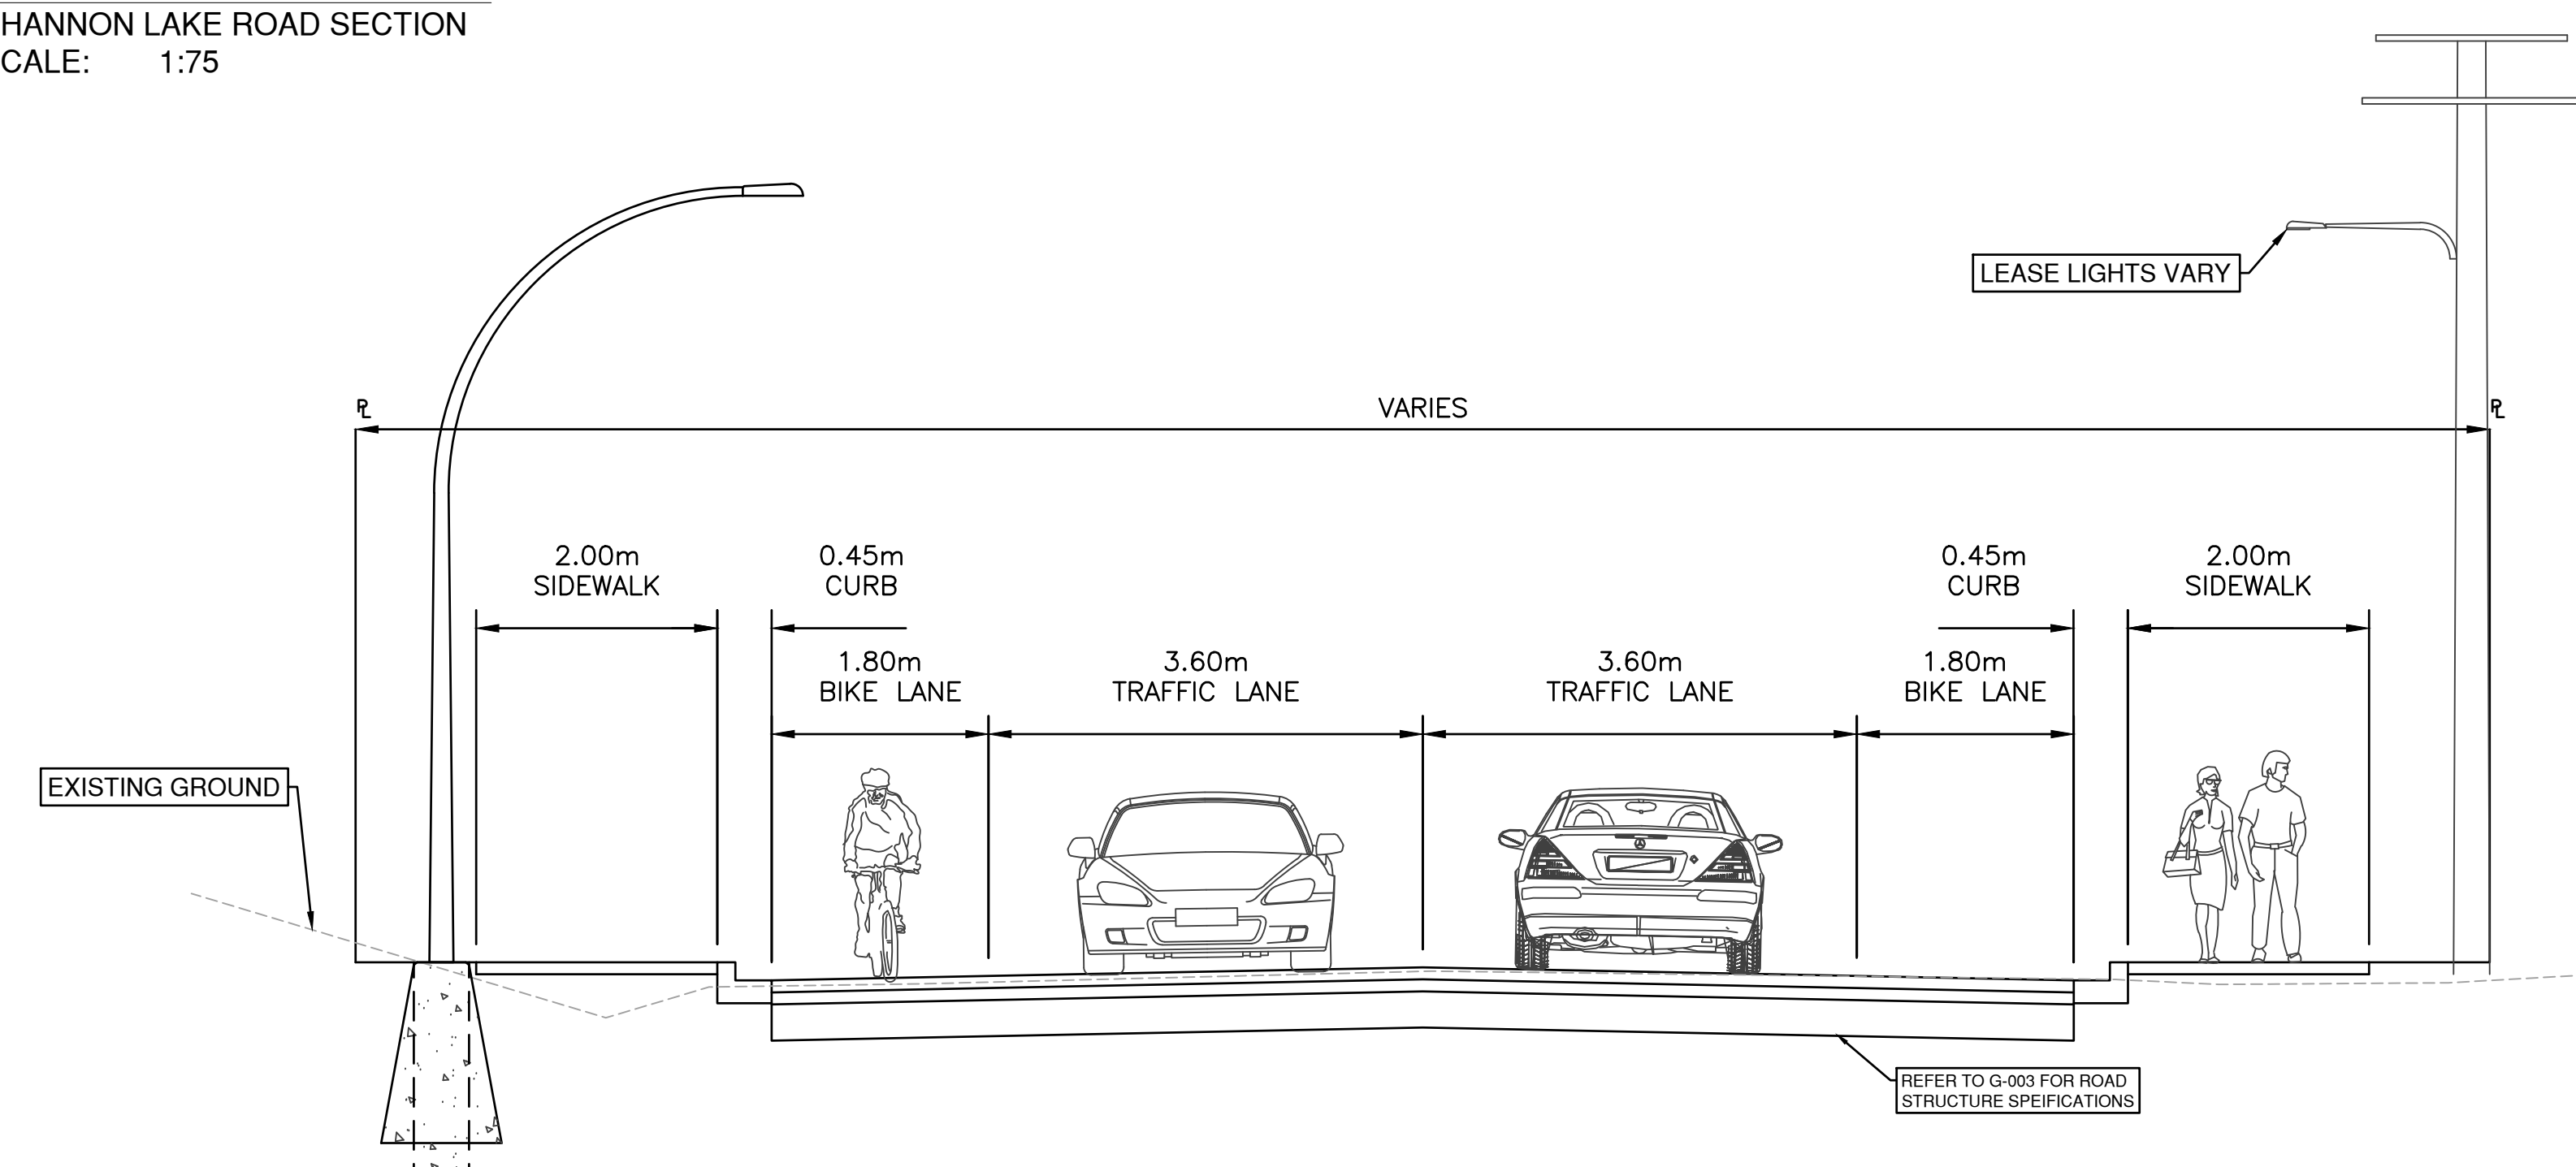 HANNON LAKE ROAD SECTION
CALE: 1:75
LEASE LIGHTS VARY
PL VARIES PL
2.00m
SIDEWALK
0.45m
CURB
0.45m
CURB
2.00m
SIDEWALK
1.80m
BIKE LANE
3.60m
TRAFFIC LANE
3.60m
TRAFFIC LANE
1.80m
BIKE LANE
EXISTING GROUND
REFER TO G-003 FOR ROAD
STRUCTURE SPEIFICATIONS